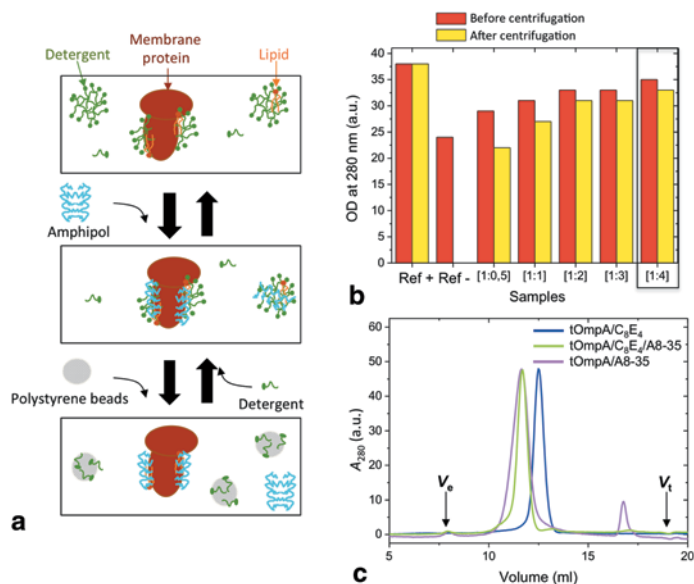 Detergent
Membrane
protein
Lipid
Amphipol
Polystyrene beads
Detergent
a
Before centrifugation
After centrifugation
OD at 280 nm (a.u.)
40
35
30
25
20
15
10
5
0
Ref + Ref - [1:0,5] [1:1] [1:2] [1:3] [1:4]
Samples
b
tOmpA/C8E4
tOmpA/C8E4/A8-35
tOmpA/A8-35
A280 (a.u.)
60
50
40
30
20
10
0
Ve
Vt
5 10 15 20
Volume (ml)
c